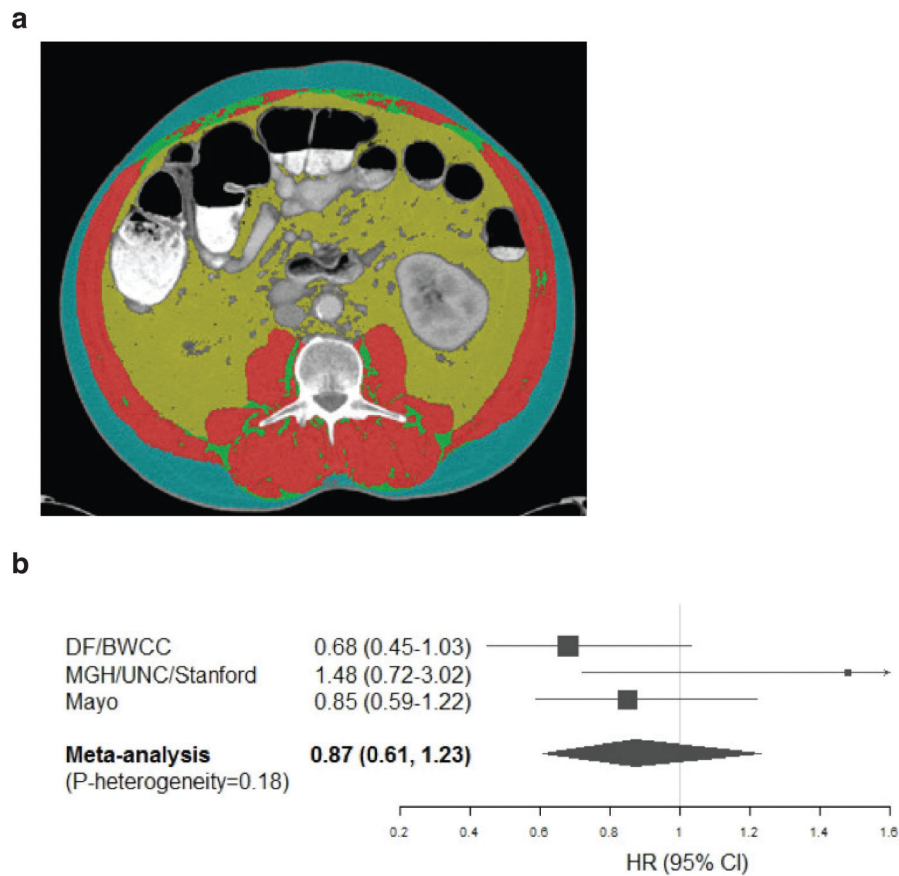 a
b
DF/BWCC 0.68 (0.45-1.03)
MGH/UNC/Stanford 1.48 (0.72-3.02)
Mayo 0.85 (0.59-1.22)
Meta-analysis 0.87 (0.61, 1.23)
(P-heterogeneity=0.18)
0.2 0.4 0.6 0.8 1 1.2 1.4 1.6
HR (95% CI)